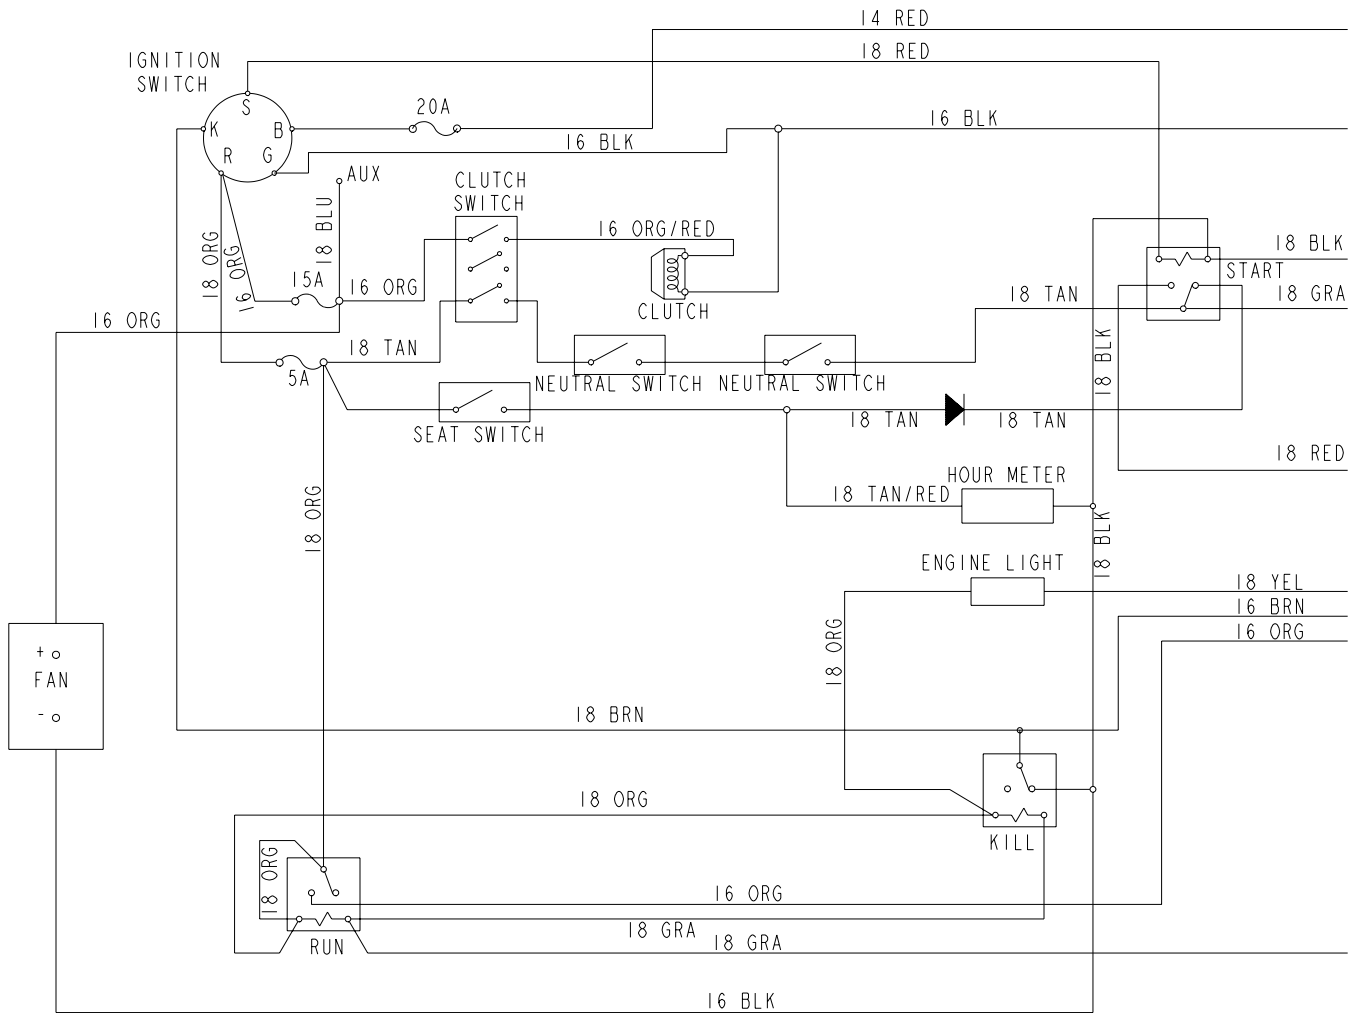 14 RED
18 RED
IGNITION
SWITCH
S
K
B
R
G
20A
16 BLK
16 BLK
AUX
CLUTCH
SWITCH
18 ORG
16 ORG
18 BLU
15A
16 ORG
16 ORG/RED
CLUTCH
18 BLK
START
18 TAN
18 GRA
16 ORG
18 TAN
5A
NEUTRAL SWITCH
NEUTRAL SWITCH
18 BLK
SEAT SWITCH
18 TAN
18 TAN
18 RED
HOUR METER
18 TAN/RED
18 ORG
18 BLK
ENGINE LIGHT
18 YEL
16 BRN
16 ORG
18 ORG
+
FAN
-
18 BRN
18 ORG
KILL
18 ORG
16 ORG
18 GRA
RUN
18 GRA
16 BLK